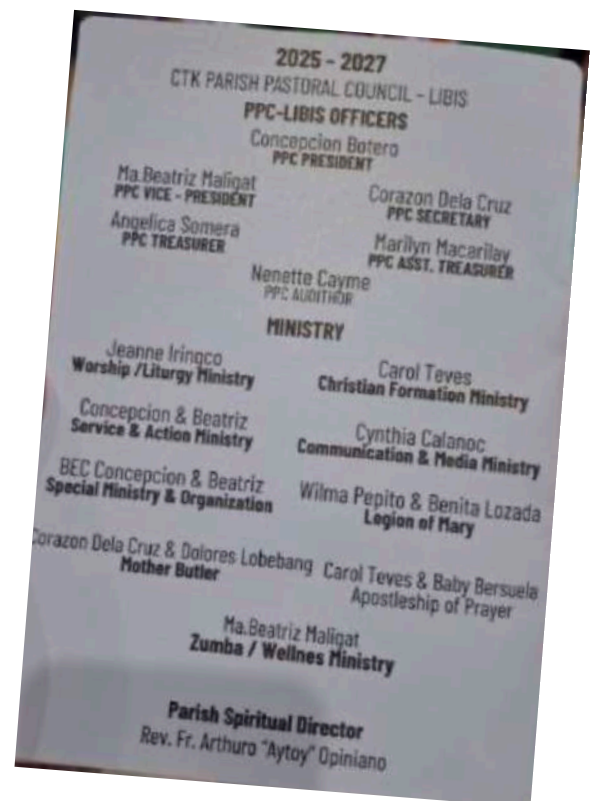 2025 - 2027
CTK PARISH PASTORAL COUNCIL - LIBIS
PPC-LIBIS OFFICERS
Concepcion Botero
PPC PRESIDENT
Ma.Beatriz Maligat
PPC VICE - PRESIDENT
Corazon Dela Cruz
PPC SECRETARY
Angelica Somera
PPC TREASURER
Marilyn Macarilay
PPC ASST. TREASURER
Nenette Cayme
PPC AUDITHOR
MINISTRY
Jeanne Iringco
Worship /Liturgy Ministry
Carol Teves
Christian Formation Ministry
Concepcion & Beatriz
Service & Action Ministry
Cynthia Calanoc
Communication & Media Ministry
BEC Concepcion & Beatriz
Special Ministry & Organization
Wilma Pepito & Benita Lozada
Legion of Mary
Corazon Dela Cruz & Dolores Lobebang
Mother Butler
Carol Teves & Baby Bersuela
Apostleship of Prayer
Ma.Beatriz Maligat
Zumba / Wellnes Ministry
Parish Spiritual Director
Rev. Fr. Arthuro "Aytoy" Opiniano